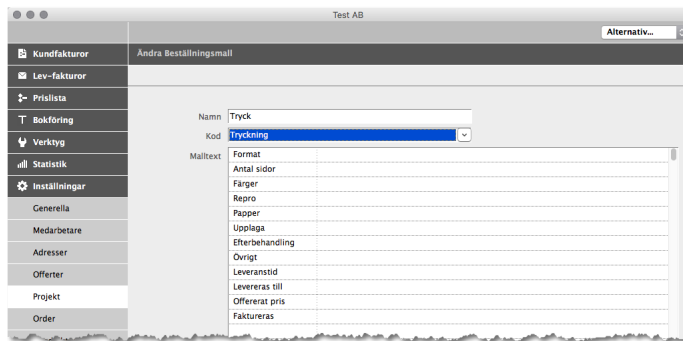 Test AB
Alternativ...
Kundfakturor
Ändra Beställningsmall
Lev-fakturor
Prislista
Bokföring
Verktyg
Statistik
Inställningar
Generella
Medarbetare
Adresser
Offerter
Projekt
Order
Namn Tryck
Kod Tryckning
Malltext Format
Antal sidor
Färger
Repro
Papper
Upplaga
Efterbehandling
Övrigt
Leveranstid
Levereras till
Offererat pris
Faktureras